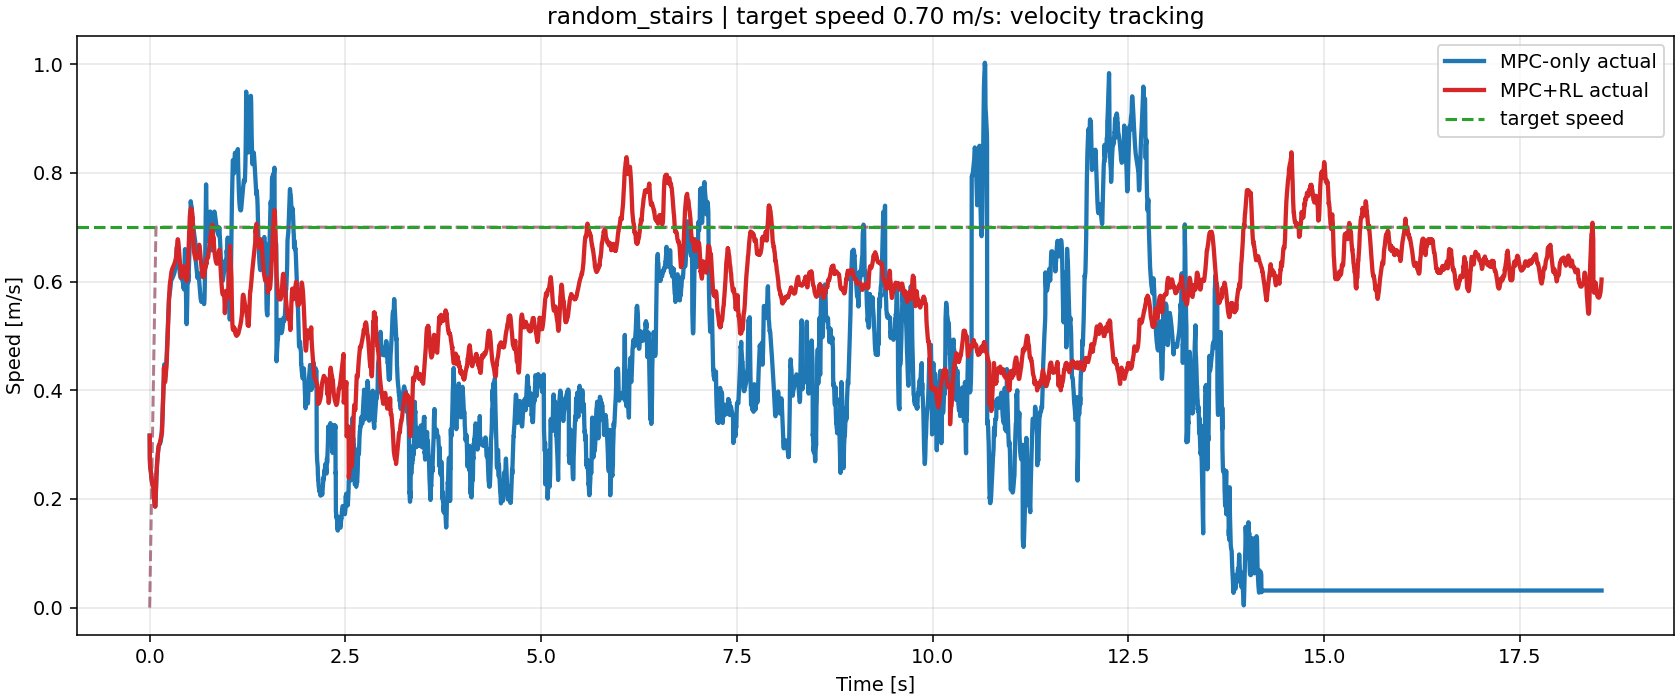 random_stairs | target speed 0.70 m/s: velocity tracking
MPC-only actual
MPC+RL actual
target speed
Speed [m/s]
1.0
0.8
0.6
0.4
0.2
0.0
0.0 2.5 5.0 7.5 10.0 12.5 15.0 17.5
Time [s]